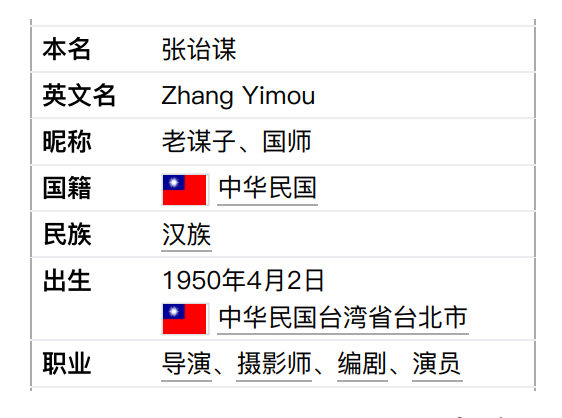 本名 张诒谋
英文名 Zhang Yimou
昵称 老谋子、国师
国籍 中华民国
民族 汉族
出生 1950年4月2日
中华民国台湾省台北市
职业 导演、摄影师、编剧、演员